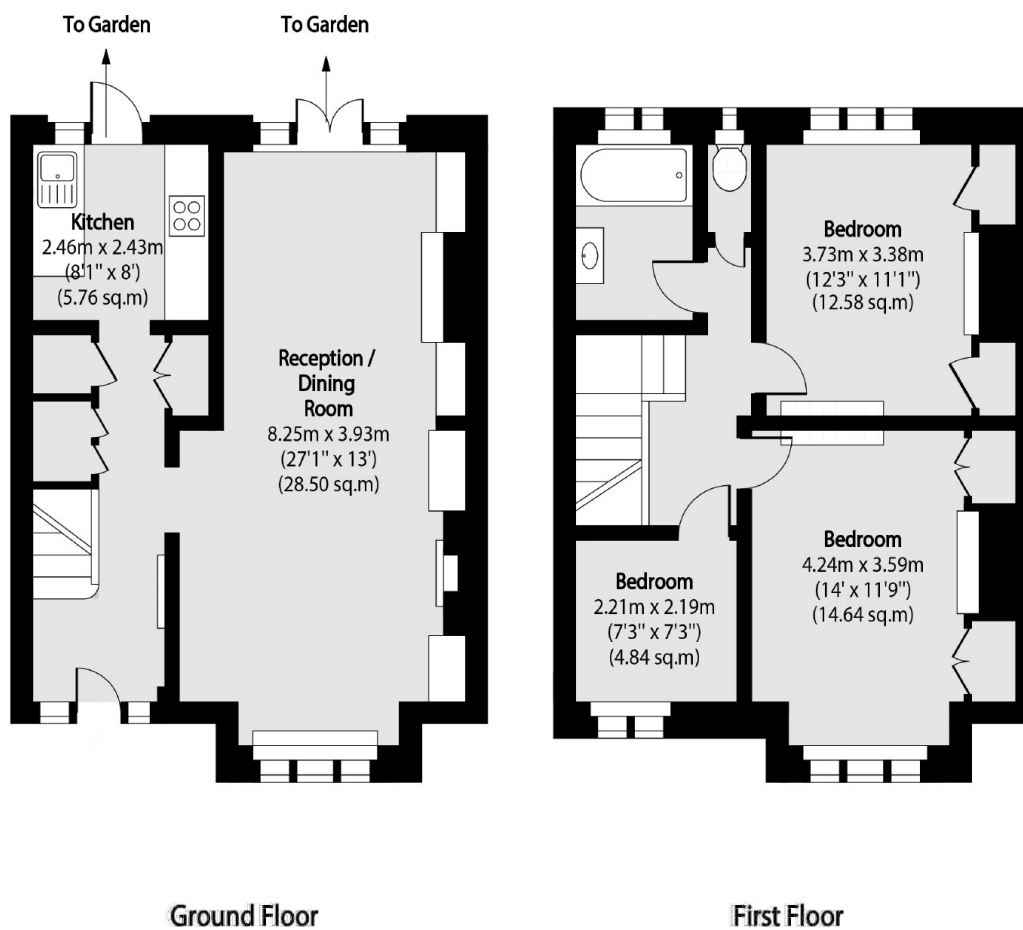 To Garden
To Garden
Kitchen
2.46m x 2.43m
(8'1" x 8')
(5.76 sq.m)
Reception /
Dining
Room
8.25m x 3.93m
(27'1" x 13')
(28.50 sq.m)
Bedroom
3.73m x 3.38m
(12'3" x 11'1")
(12.58 sq.m)
Bedroom
4.24m x 3.59m
(14' x 11'9")
(14.64 sq.m)
Bedroom
2.21m x 2.19m
(7'3" x 7'3")
(4.84 sq.m)
Ground Floor
First Floor